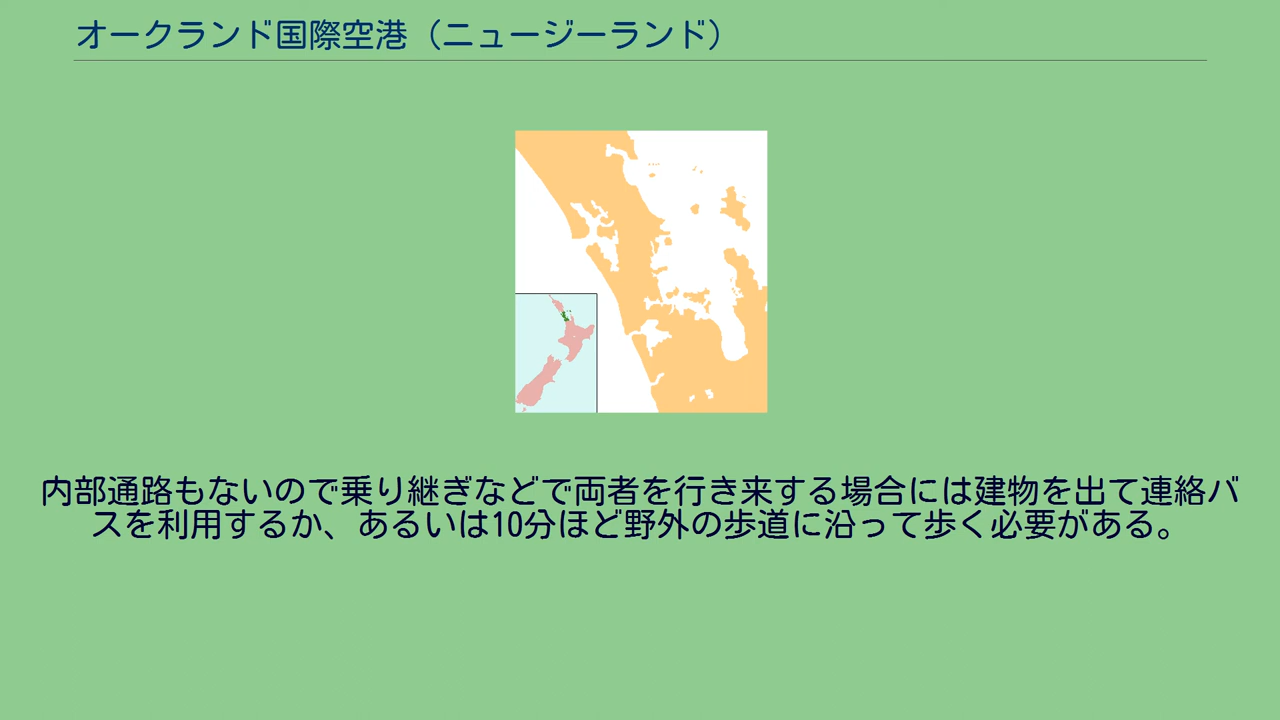 オークランド国際空港（ニュージーランド）
内部通路もないので乗り継ぎなどで両者を行き来する場合には建物を出て連絡バ
スを利用するか、あるいは10分ほど野外の歩道に沿って歩く必要がある。